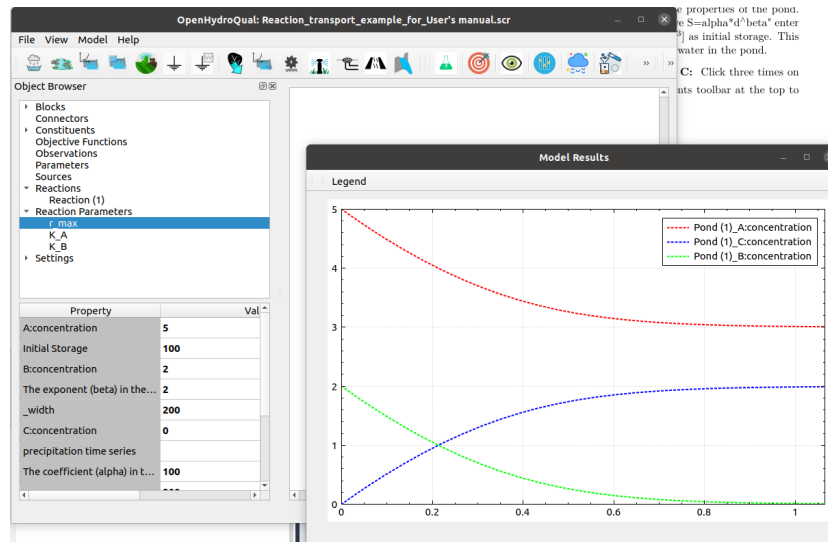 e properties of the pond.
OpenHydroQual: Reaction_transport_example_for_User's manual.scr
ve S=alpha*d^beta" enter
File View Model Help
³] as initial storage. This
water in the pond.
C: Click three times on
Object Browser
nts toolbar at the top to
Blocks
Connectors
Constituents
Objective Functions
Observations
Parameters
Sources
Reactions
Reaction (1)
Reaction Parameters
r_max
K_A
K_B
Settings
Property Val
A:concentration 5
Initial Storage 100
B:concentration 2
The exponent (beta) in the... 2
_width 200
C:concentration 0
precipitation time series
The coefficient (alpha) in t... 100
Model Results
Legend
Pond (1)_A:concentration
Pond (1)_C:concentration
Pond (1)_B:concentration
5
4
3
2
1
0
0 0.2 0.4 0.6 0.8 1